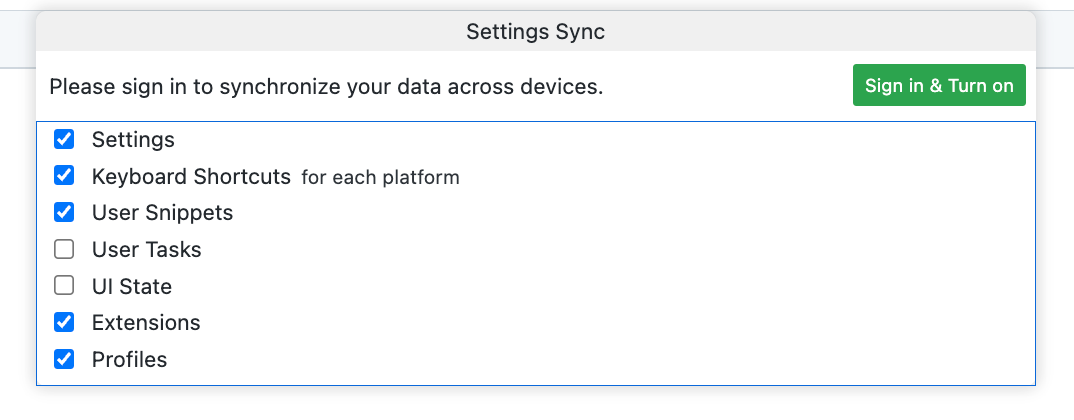 Settings Sync
Please sign in to synchronize your data across devices.
Sign in & Turn on
Settings
Keyboard Shortcuts for each platform
User Snippets
User Tasks
UI State
Extensions
Profiles